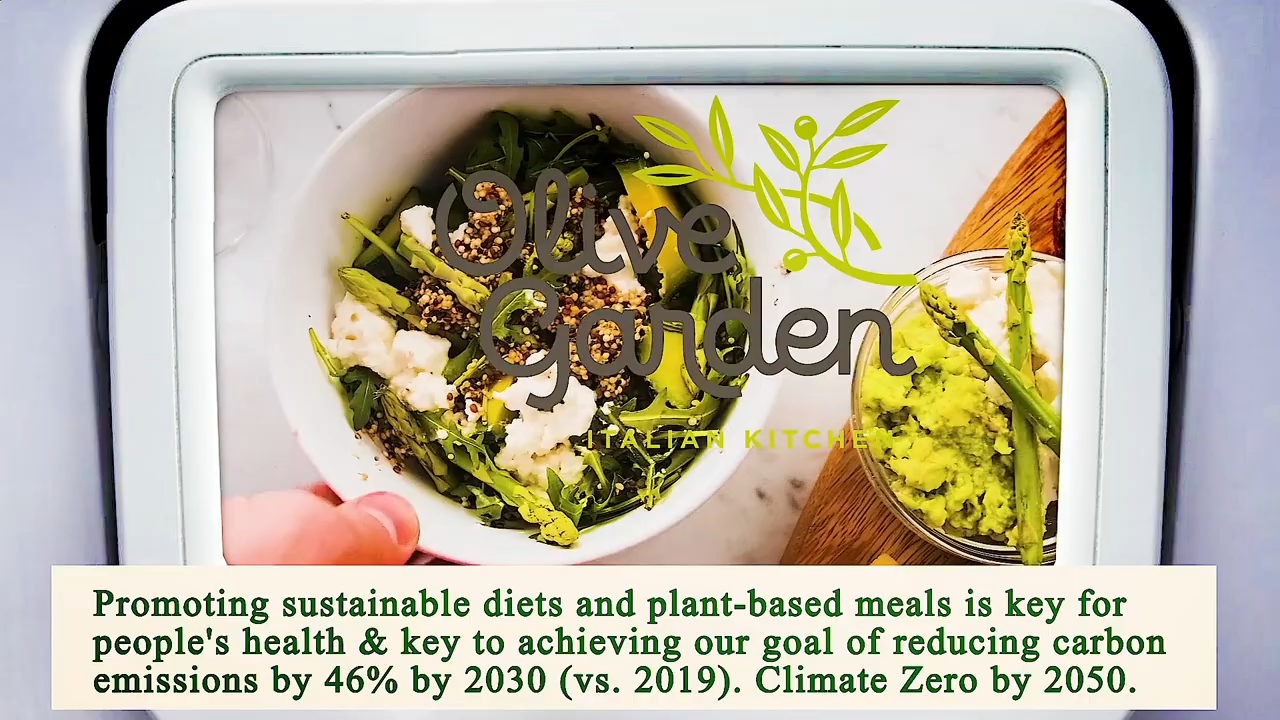 Olive
Garden
ITALIAN KITCHEN
Promoting sustainable diets and plant-based meals is key for
people's health & key to achieving our goal of reducing carbon
emissions by 46% by 2030 (vs. 2019). Climate Zero by 2050.